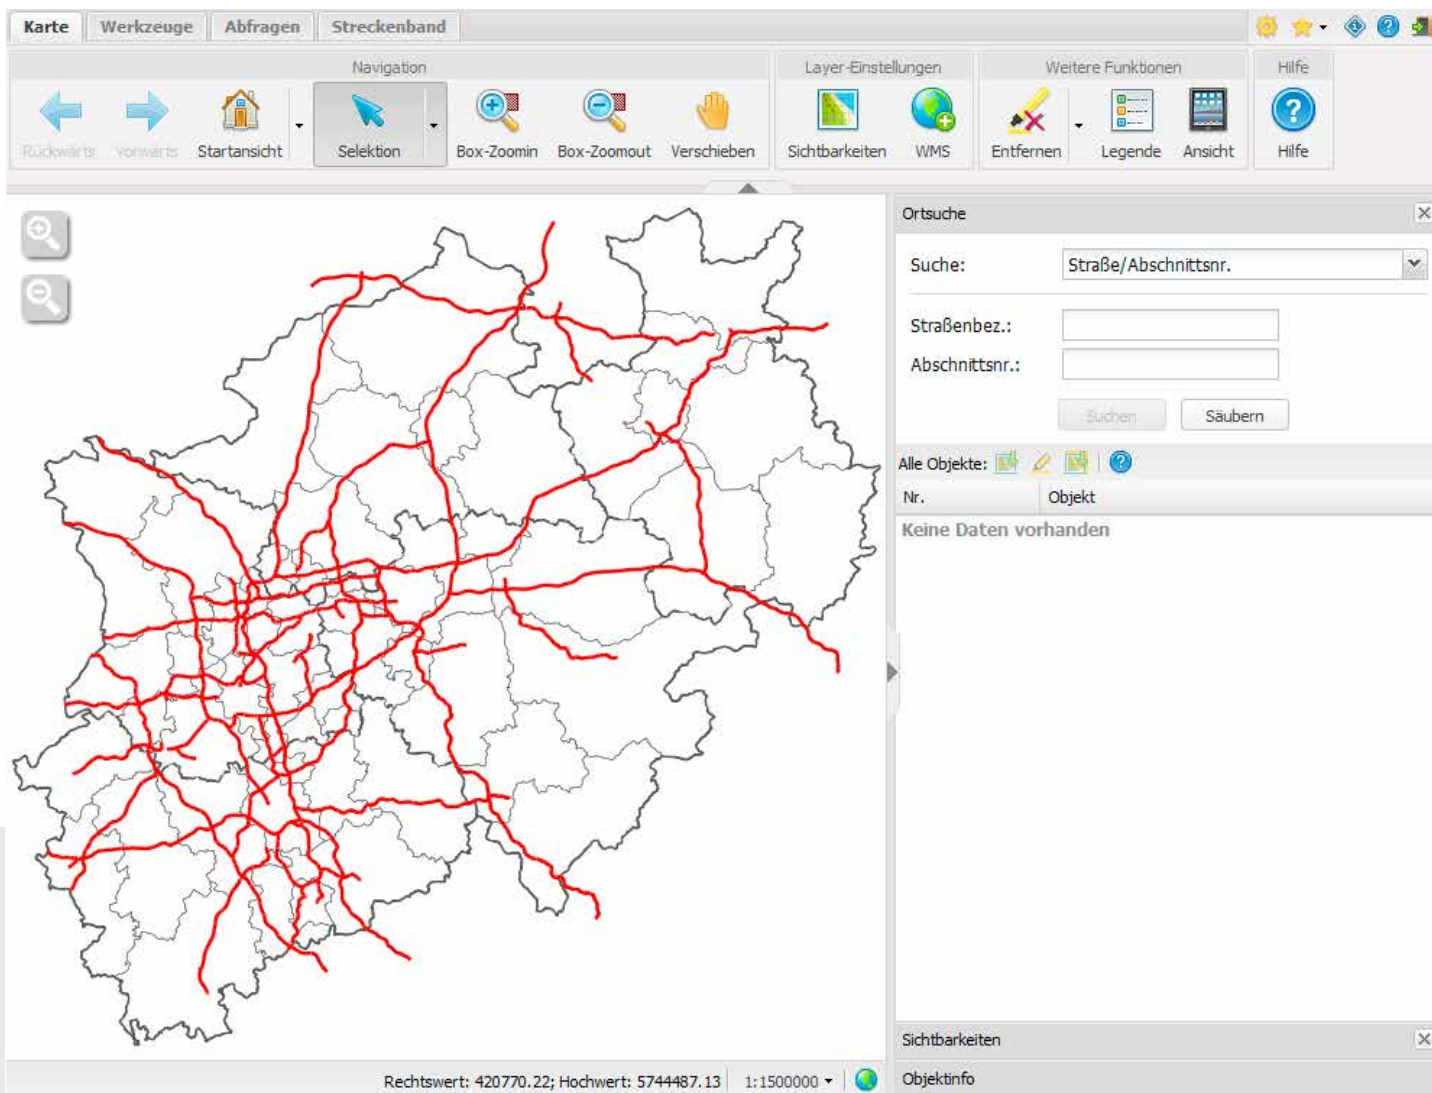 Karte Werkzeuge Abfragen Streckenband
Navigation Layer-Einstellungen Weitere Funktionen Hilfe
Rückwärts Vorwärts Startansicht Selektion Box-Zoomin Box-Zoomout Verschieben Sichtbarkeiten WMS Entfernen Legende Ansicht Hilfe
Ortsuche
Suche: Straße/Abschnittsnr.
Straßenbez.:
Abschnittsnr.:
Suchen Säubern
Alle Objekte:
Nr. Objekt
Keine Daten vorhanden
Sichtbarkeiten
Objektinfo
Rechtswert: 420770.22; Hochwert: 5744487.13 1:1500000